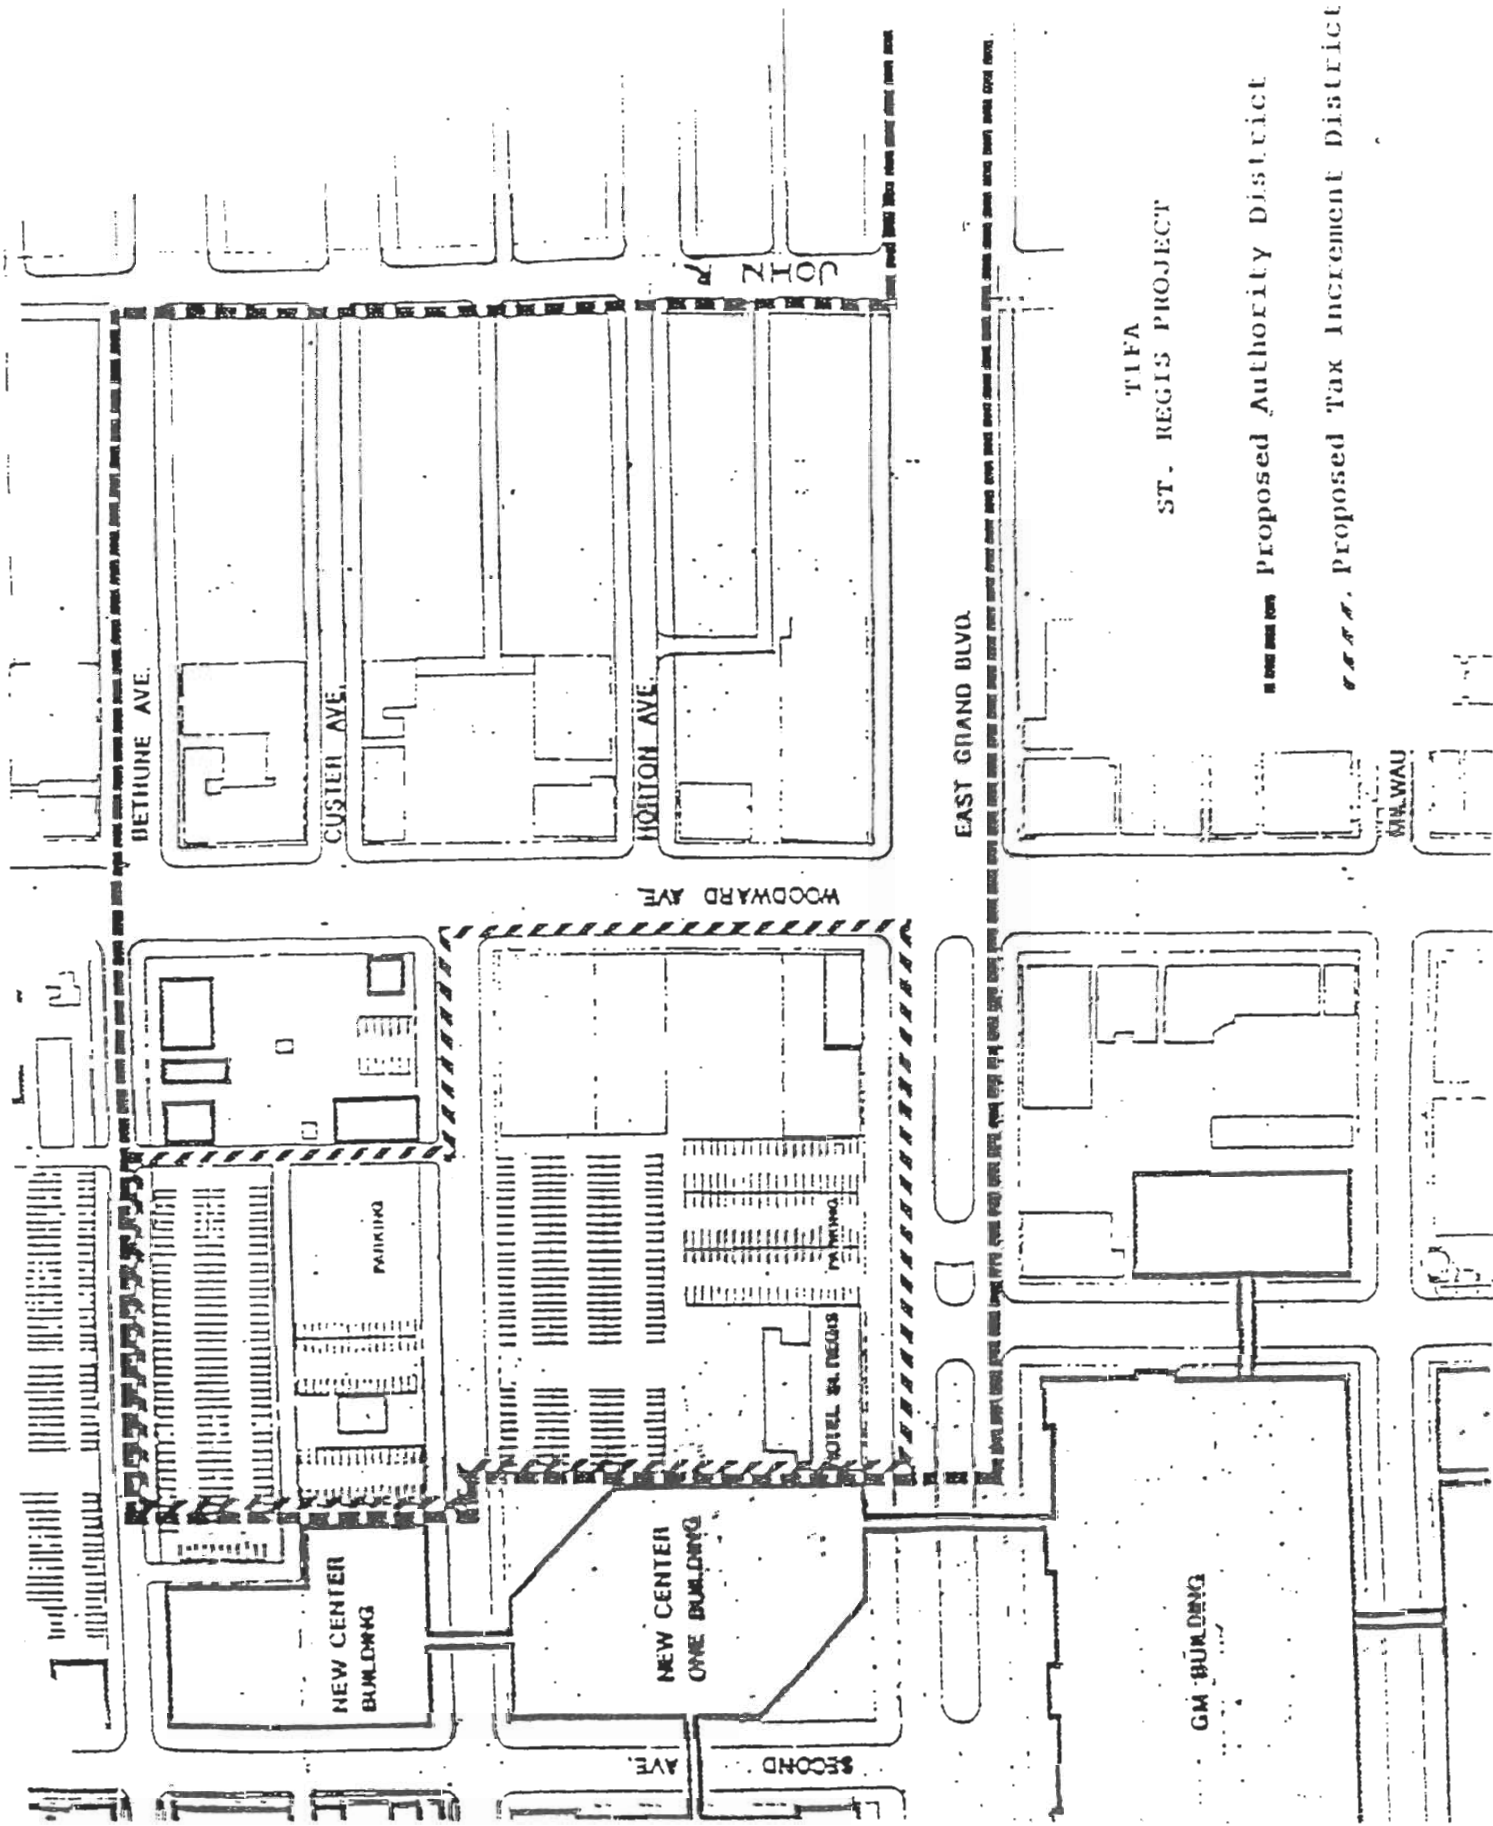 JOHN R
BETHUNE AVE.
CUSTER AVE.
HORTON AVE.
EAST GRAND BLVD.
WOODWARD AVE.
MILWAU
PARKING
PARKING
HOTEL St. REGIS
NEW CENTER
BUILDING
NEW CENTER
ONE BUILDING
GM BUILDING
SECOND AVE.
TIFA
ST. REGIS PROJECT
Proposed Authority District
Proposed Tax Increment District